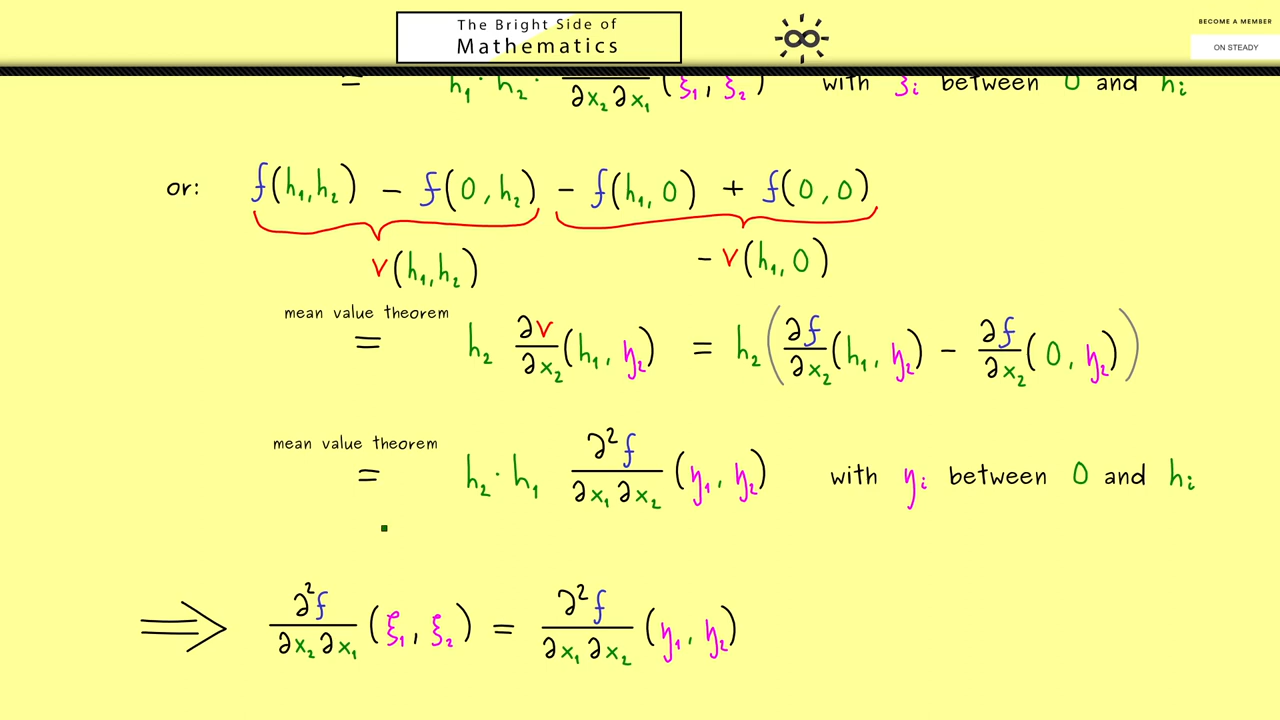 The Bright Side of
Mathematics
BECOME A MEMBER
ON STEADY
= h₁ · h₂ · ∂x₂ ∂x₁ (ξ₁, ξ₂) with ξᵢ between 0 and hᵢ
or: f(h₁, h₂) − f(0, h₂) − f(h₁, 0) + f(0, 0)
v(h₁, h₂) − v(h₁, 0)
mean value theorem
= h₂ ∂v/∂x₂ (h₁, η₂) = h₂ (∂f/∂x₂ (h₁, η₂) − ∂f/∂x₂ (0, η₂))
mean value theorem
= h₂ · h₁ ∂²f/∂x₁ ∂x₂ (η₁, η₂) with ηᵢ between 0 and hᵢ
⟹ ∂²f/∂x₂ ∂x₁ (ξ₁, ξ₂) = ∂²f/∂x₁ ∂x₂ (η₁, η₂)